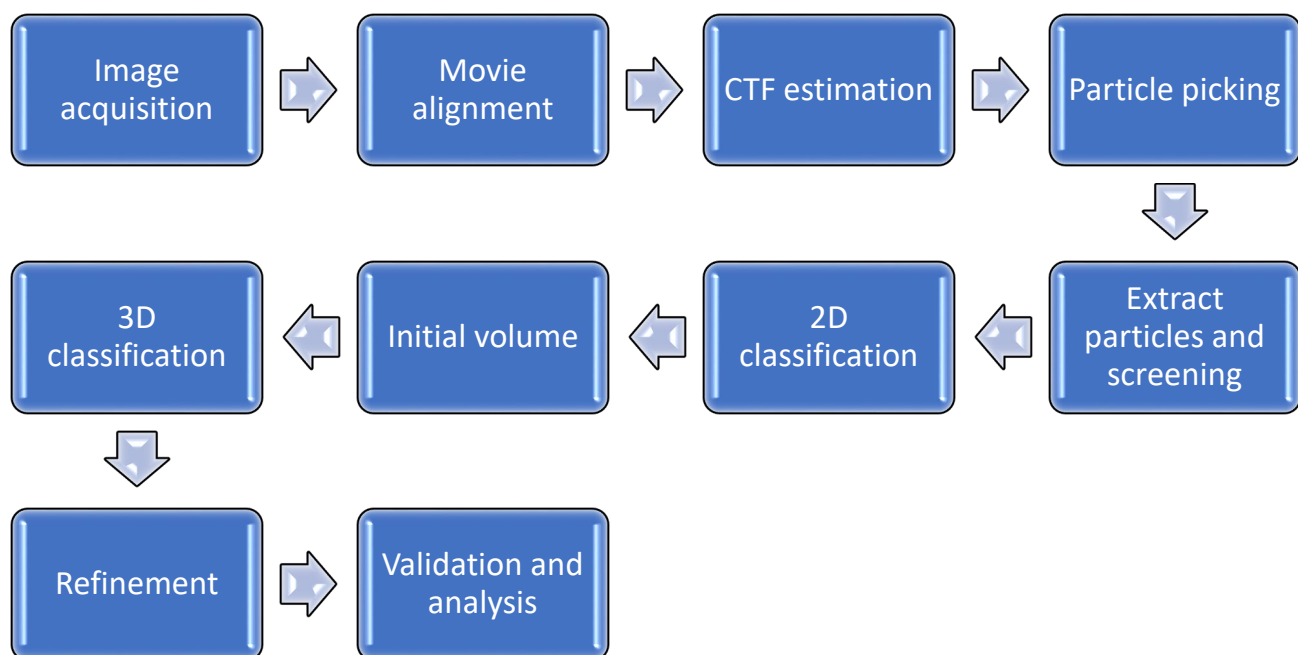 Image
acquisition
Movie
alignment
CTF estimation
Particle picking
Extract
particles and
screening
2D
classification
Initial volume
3D
classification
Refinement
Validation and
analysis